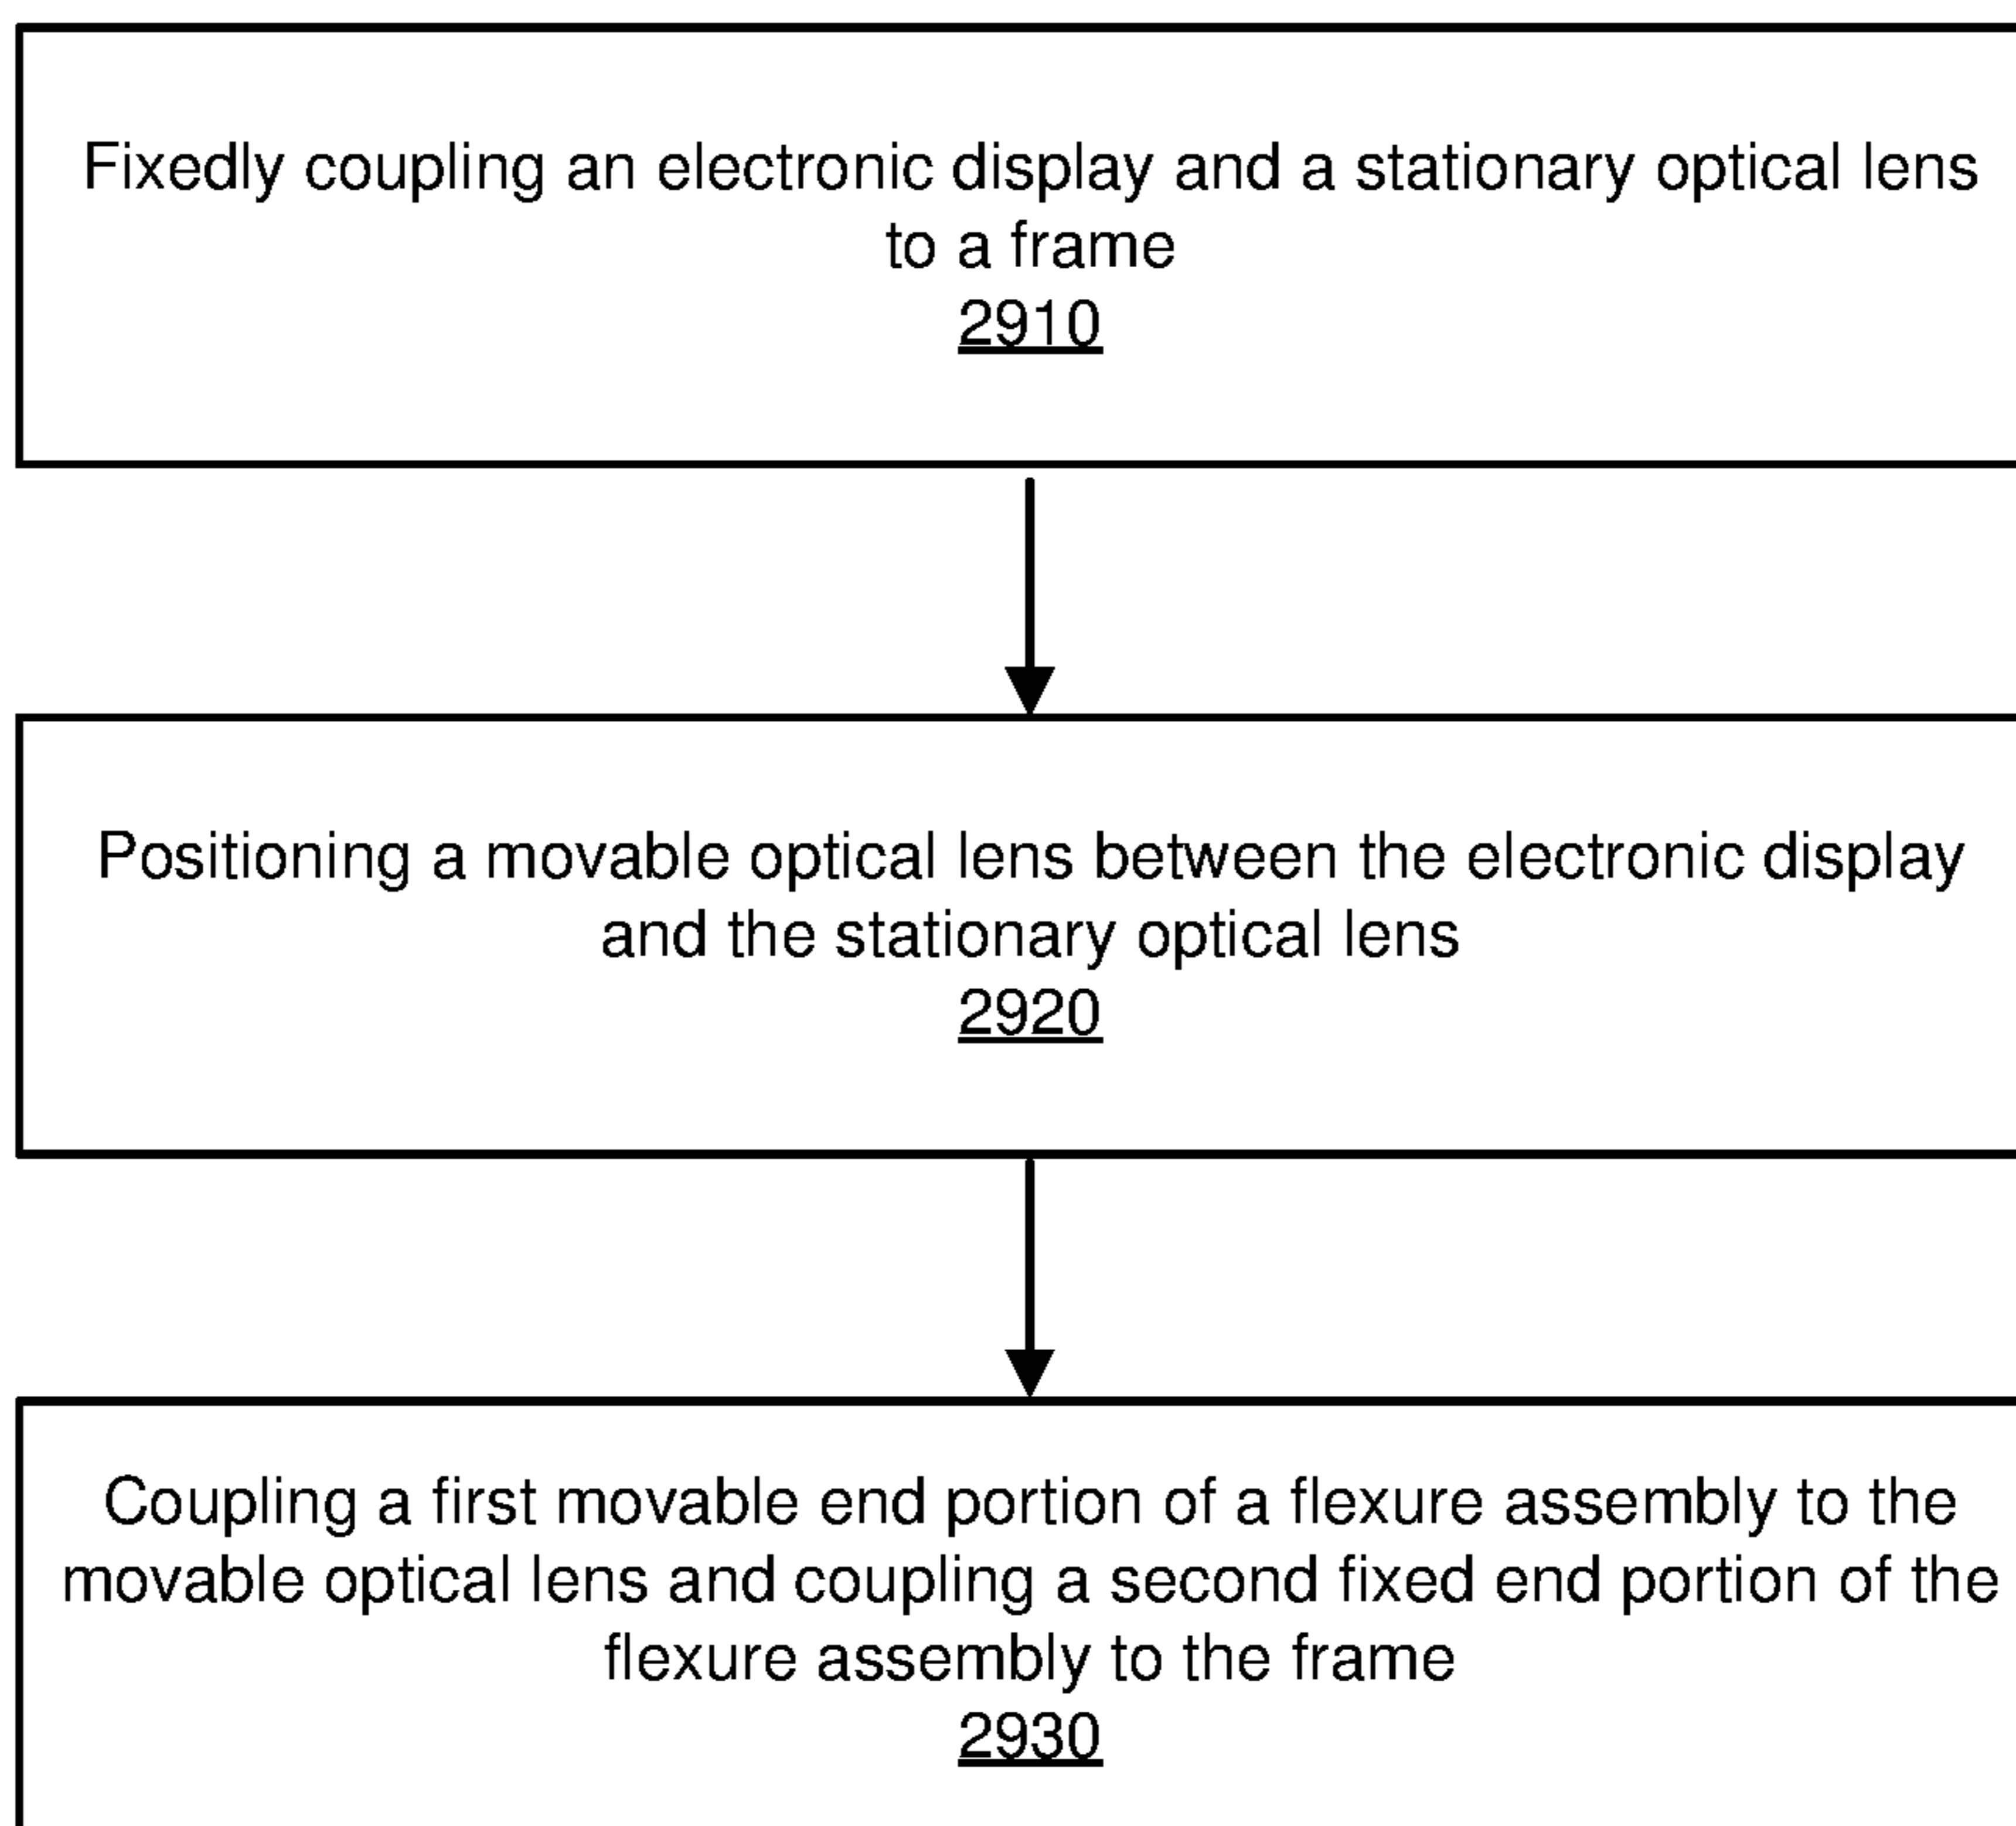 Fixedly coupling an electronic display and a stationary optical lens
to a frame
2910
Positioning a movable optical lens between the electronic display
and the stationary optical lens
2920
Coupling a first movable end portion of a flexure assembly to the
movable optical lens and coupling a second fixed end portion of the
flexure assembly to the frame
2930